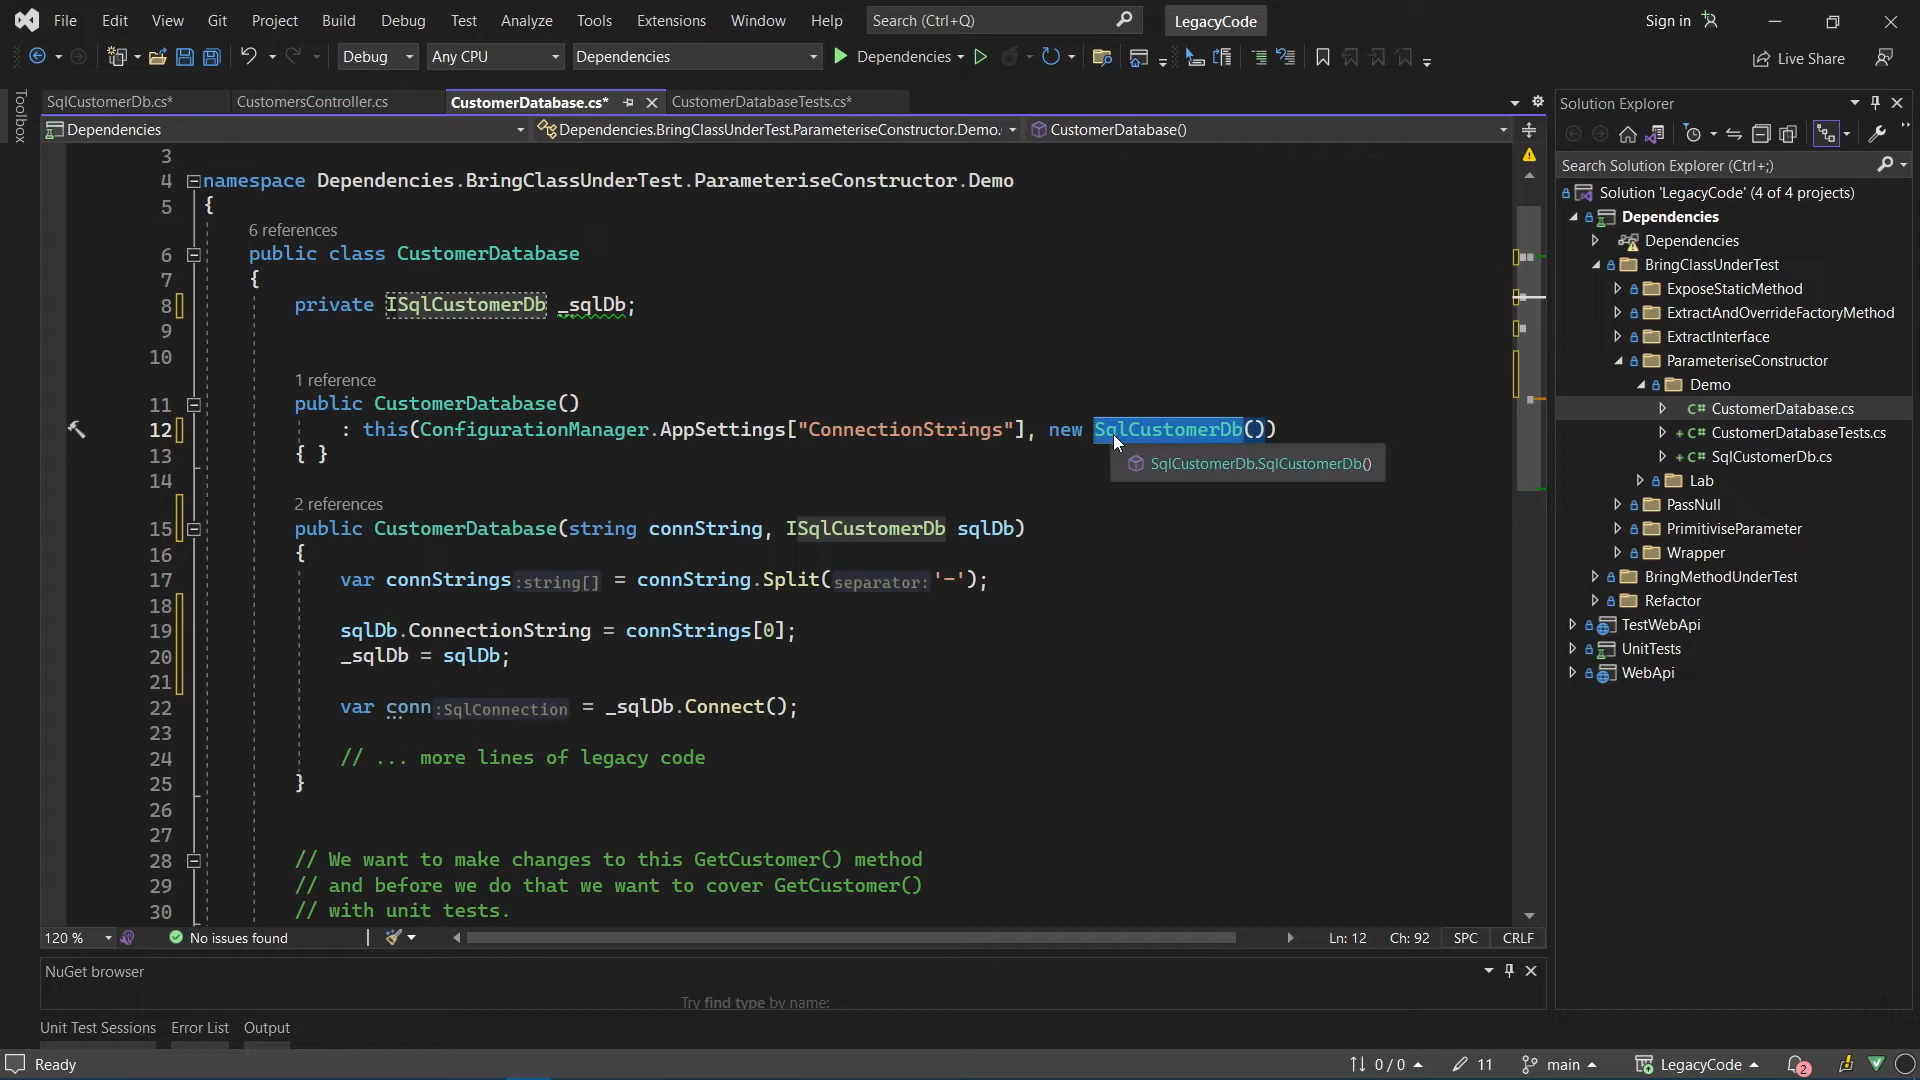 File Edit View Git Project Build Debug Test Analyze Tools Extensions Window Help Search (Ctrl+Q) LegacyCode Sign in
Debug Any CPU Dependencies Dependencies Live Share
Toolbox
SqlCustomerDb.cs* CustomersController.cs CustomerDatabase.cs* CustomerDatabaseTests.cs*
Dependencies Dependencies.BringClassUnderTest.ParameteriseConstructor.Demo. CustomerDatabase()
3
4 namespace Dependencies.BringClassUnderTest.ParameteriseConstructor.Demo
5 {
6 references
6 public class CustomerDatabase
7 {
8 private ISqlCustomerDb _sqlDb;
9
10
1 reference
11 public CustomerDatabase()
12 : this(ConfigurationManager.AppSettings["ConnectionStrings"], new SqlCustomerDb())
13 { }
SqlCustomerDb.SqlCustomerDb()
14
2 references
15 public CustomerDatabase(string connString, ISqlCustomerDb sqlDb)
16 {
17 var connStrings:string[] = connString.Split(separator:'-');
18
19 sqlDb.ConnectionString = connStrings[0];
20 _sqlDb = sqlDb;
21
22 var conn:SqlConnection = _sqlDb.Connect();
23
24 // ... more lines of legacy code
25 }
26
27
28 // We want to make changes to this GetCustomer() method
29 // and before we do that we want to cover GetCustomer()
30 // with unit tests.
120 % No issues found Ln: 12 Ch: 92 SPC CRLF
NuGet browser
Try find type by name:
Unit Test Sessions Error List Output
Ready 0 / 0 11 main LegacyCode 2
Solution Explorer
Search Solution Explorer (Ctrl+;)
Solution 'LegacyCode' (4 of 4 projects)
Dependencies
Dependencies
BringClassUnderTest
ExposeStaticMethod
ExtractAndOverrideFactoryMethod
ExtractInterface
ParameteriseConstructor
Demo
C# CustomerDatabase.cs
+ C# CustomerDatabaseTests.cs
+ C# SqlCustomerDb.cs
Lab
PassNull
PrimitiviseParameter
Wrapper
BringMethodUnderTest
Refactor
TestWebApi
UnitTests
WebApi